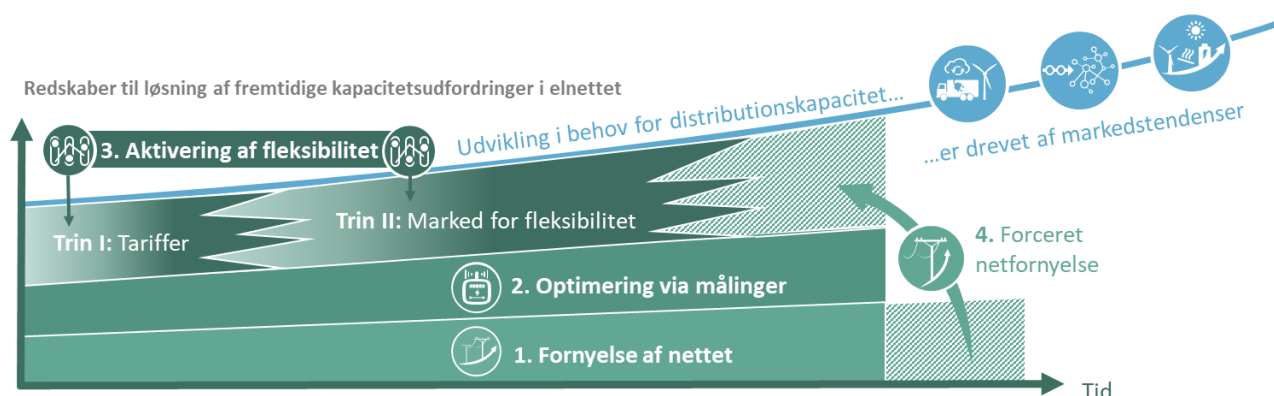 Redskaber til løsning af fremtidige kapacitetsudfordringer i elnettet
Udvikling i behov for distributionskapacitet...
...er drevet af markedstendenser
3. Aktivering af fleksibilitet
Trin I: Tariffer
Trin II: Marked for fleksibilitet
4. Forceret
netfornyelse
2. Optimering via målinger
1. Fornyelse af nettet
Tid